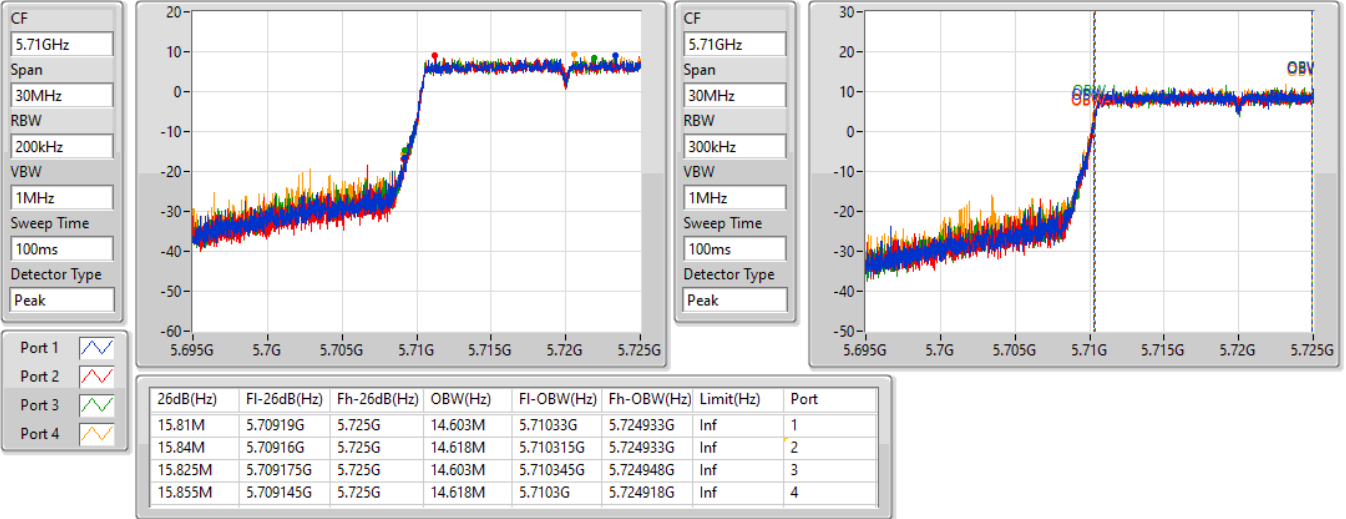 CF
5.71GHz
Span
30MHz
RBW
200kHz
VBW
1MHz
Sweep Time
100ms
Detector Type
Peak
20-
10-
0-
-10-
-20-
-30-
-40-
-50-
-60-
5.695G 5.7G 5.705G 5.71G 5.715G 5.72G 5.725G
CF
5.71GHz
Span
30MHz
RBW
300kHz
VBW
1MHz
Sweep Time
100ms
Detector Type
Peak
30-
20-
10-
0-
-10-
-20-
-30-
-40-
-50-
5.695G 5.7G 5.705G 5.71G 5.715G 5.72G 5.725G
Port 1
Port 2
Port 3
Port 4
26dB(Hz) Fl-26dB(Hz) Fh-26dB(Hz) OBW(Hz) Fl-OBW(Hz) Fh-OBW(Hz) Limit(Hz) Port
15.81M 5.70919G 5.725G 14.603M 5.71033G 5.724933G Inf 1
15.84M 5.70916G 5.725G 14.618M 5.710315G 5.724933G Inf 2
15.825M 5.709175G 5.725G 14.603M 5.710345G 5.724948G Inf 3
15.855M 5.709145G 5.725G 14.618M 5.7103G 5.724918G Inf 4